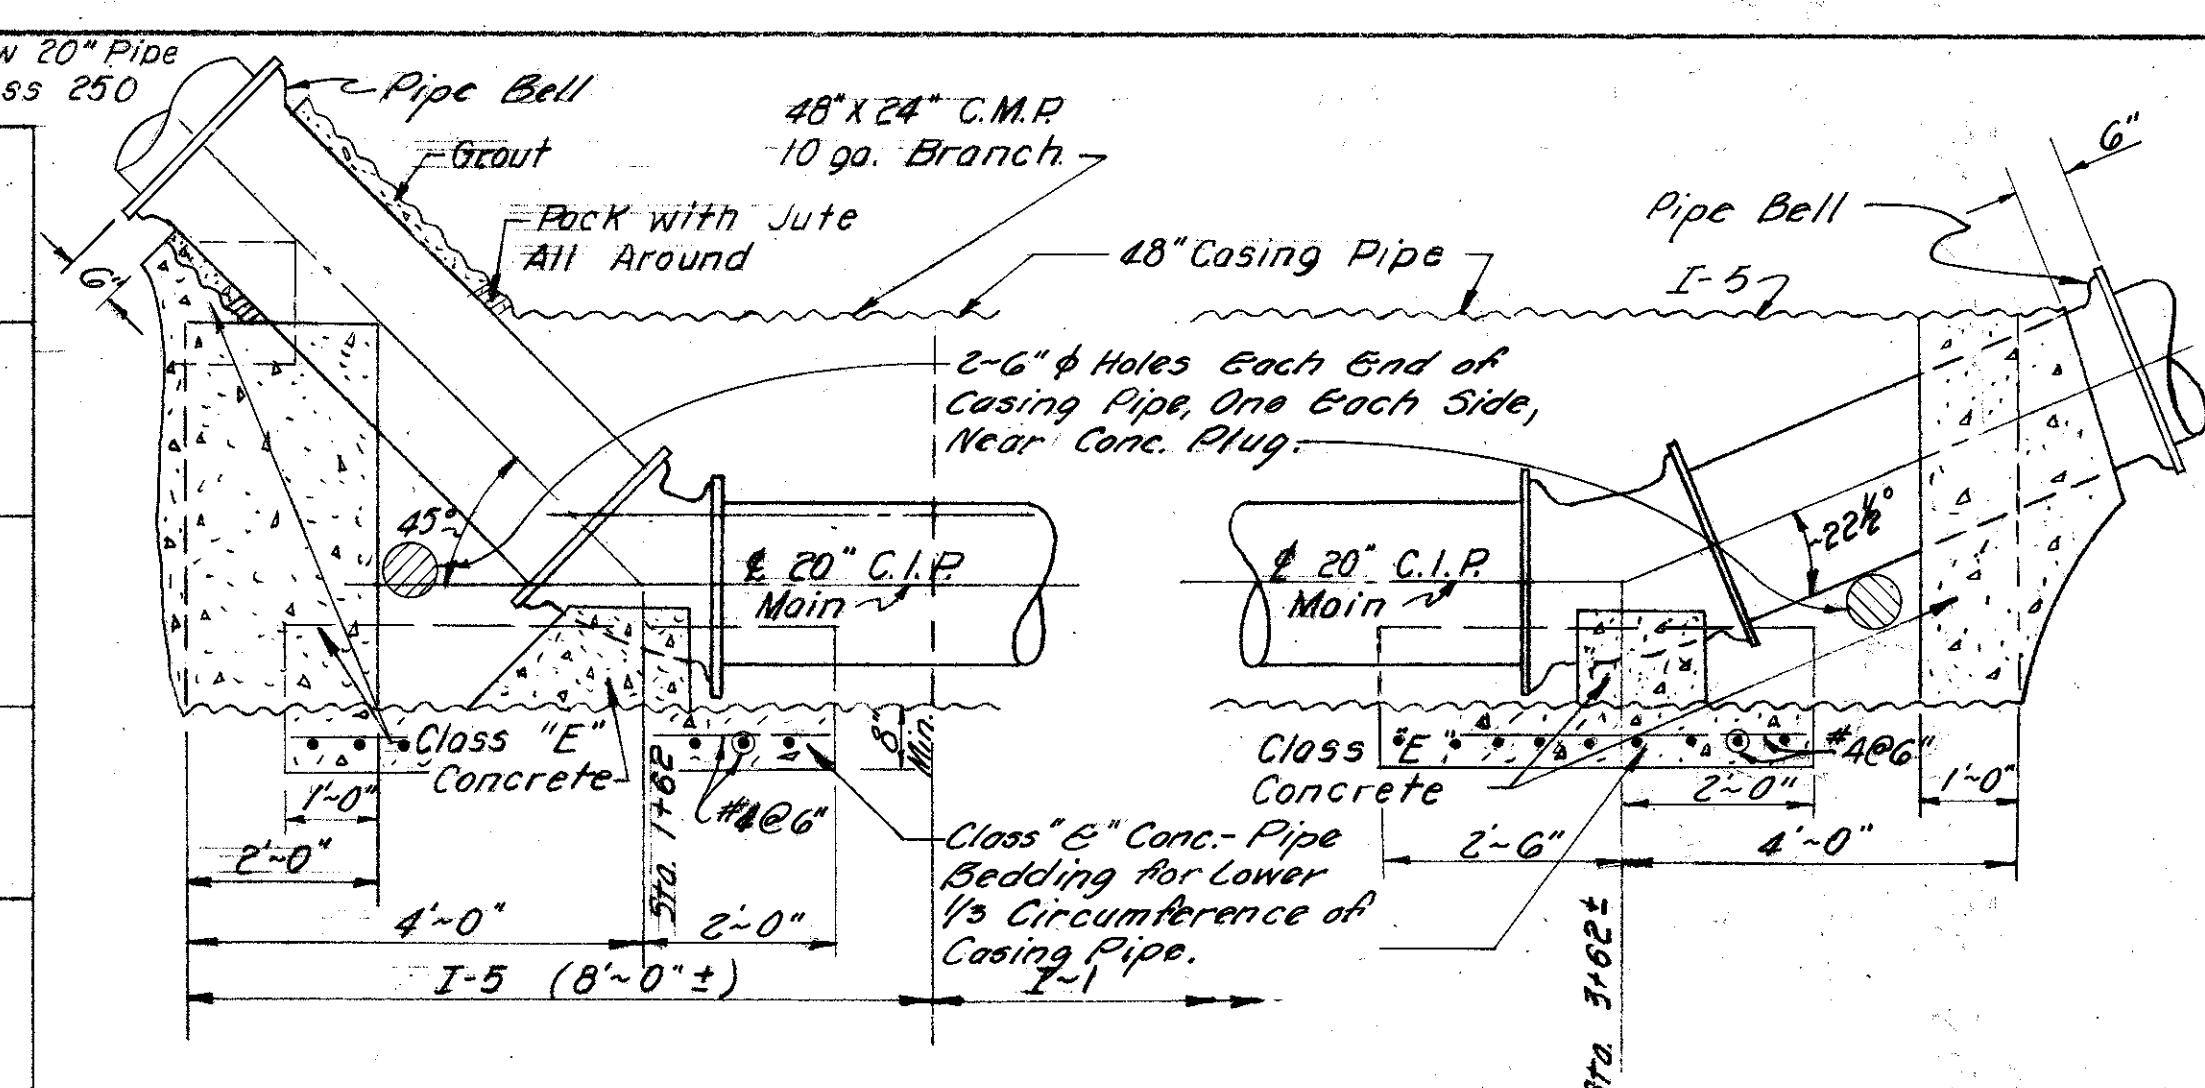 20" Pipe
250
Pipe Bell
Grout
Pack with Jute
All Around
48" X 24" C.M.P.
10 ga. Branch
48" Casing Pipe
Pipe Bell
I-5
6"
6"
2~6" ϕ Holes Each End of
Casing Pipe, One Each Side,
Near Conc. Plug.
45°
22½°
℄ 20" C.I.P.
Main
℄ 20" C.I.P.
Main
Class "E"
Concrete
8"
Min.
#4@6"
1'~0"
2'~0"
4'~0"
2'~0"
Sta. 1+62
I-5 (8'~0" ±)
I~1
Class "E" Conc.- Pipe
Bedding for Lower
1/3 Circumference of
Casing Pipe.
Class "E"
Concrete
#4@6"
2'~0"
1'~0"
2'~6"
4'~0"
Sta. 3+62±